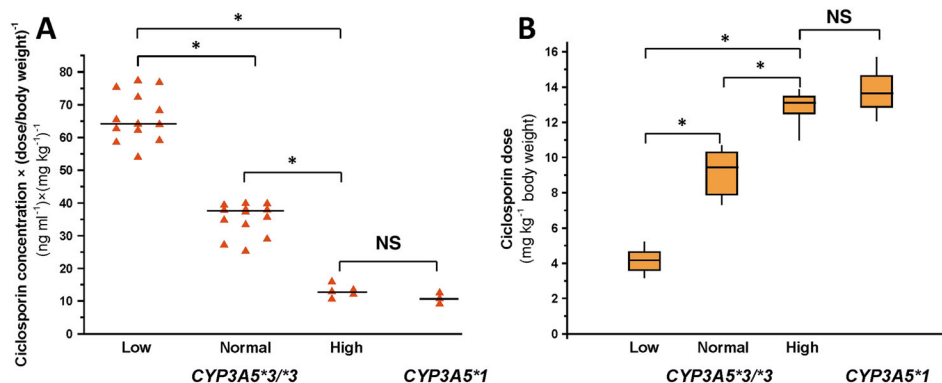 A
Ciclosporin concentration × (dose/body weight)⁻¹
(ng ml⁻¹)×(mg kg⁻¹)⁻¹
80
70
60
50
40
30
20
10
0
*
*
*
NS
Low Normal High
CYP3A5*3/*3 CYP3A5*1
B
Ciclosporin dose
(mg kg⁻¹ body weight)
16
14
12
10
8
6
4
2
0
NS
*
*
*
Low Normal High
CYP3A5*3/*3 CYP3A5*1